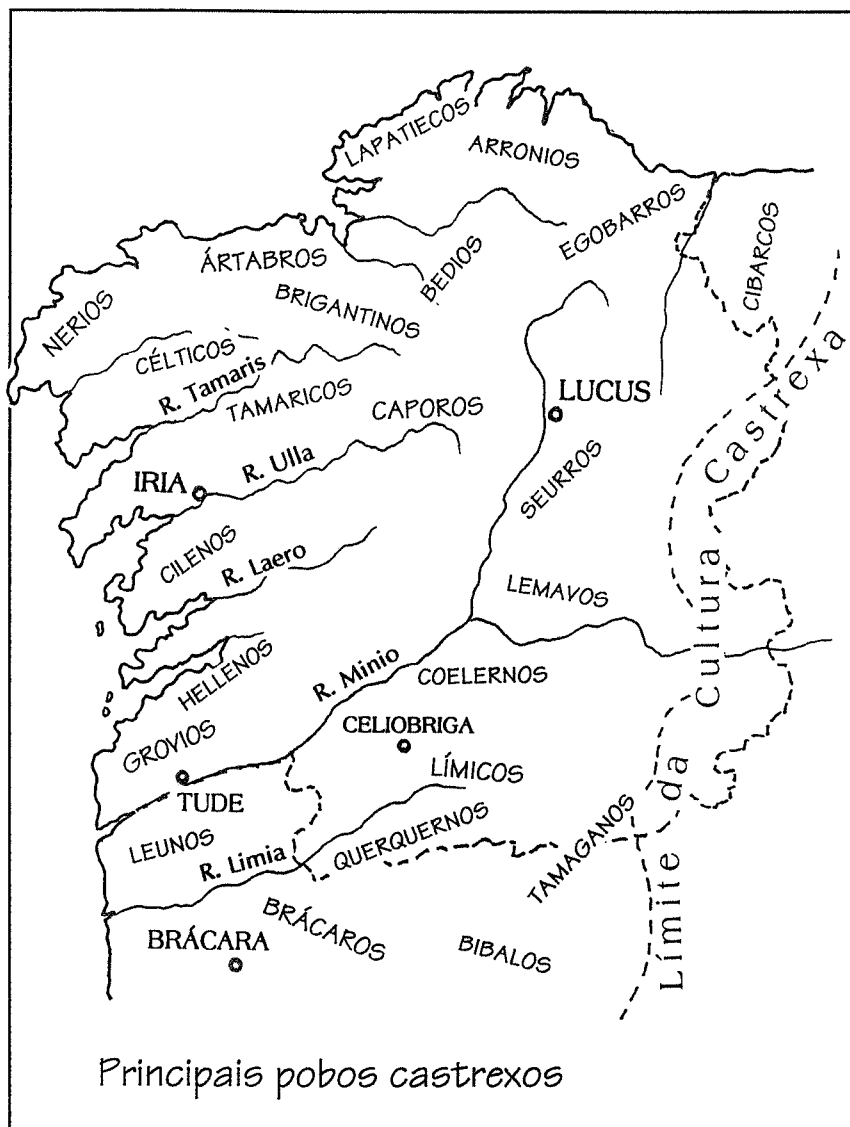 LAPATIECOS
ARRONIOS
EGOBARROS
CIBARCOS
BEDIOS
ÁRTABROS
BRIGANTINOS
NERIOS
CÉLTICOS
R. Tamaris
TAMARICOS
CAPOROS
LUCUS
IRIA
R. Ulla
SEURROS
CILENOS
R. Laero
LEMAVOS
HELLENOS
R. Minio
COELERNOS
GROVIOS
CELIOBRIGA
TUDE
LÍMICOS
LEUNOS
R. Limia
QUERQUERNOS
TAMAGANOS
BRÁCARA
BRÁCAROS
BIBALOS
Límite da Cultura Castrexa
Principais pobos castrexos